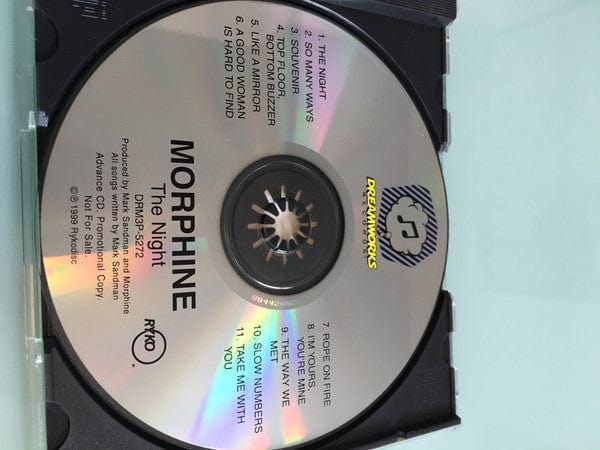 DREAMWORKS
RECORDS
1. THE NIGHT
2. SO MANY WAYS
3. SOUVENIR
4. TOP FLOOR,
BOTTOM BUZZER
5. LIKE A MIRROR
6. A GOOD WOMAN
IS HARD TO FIND
7. ROPE ON FIRE
8. I'M YOURS,
YOU'RE MINE
9. THE WAY WE
MET
10. SLOW NUMBERS
11. TAKE ME WITH
YOU
MORPHINE
The Night
DRM3P-5272
Produced by Mark Sandman and Morphine
All songs written by Mark Sandman
Advance CD. Promotional Copy.
Not For Sale.
©℗ 1999 Rykodisc
RYKO